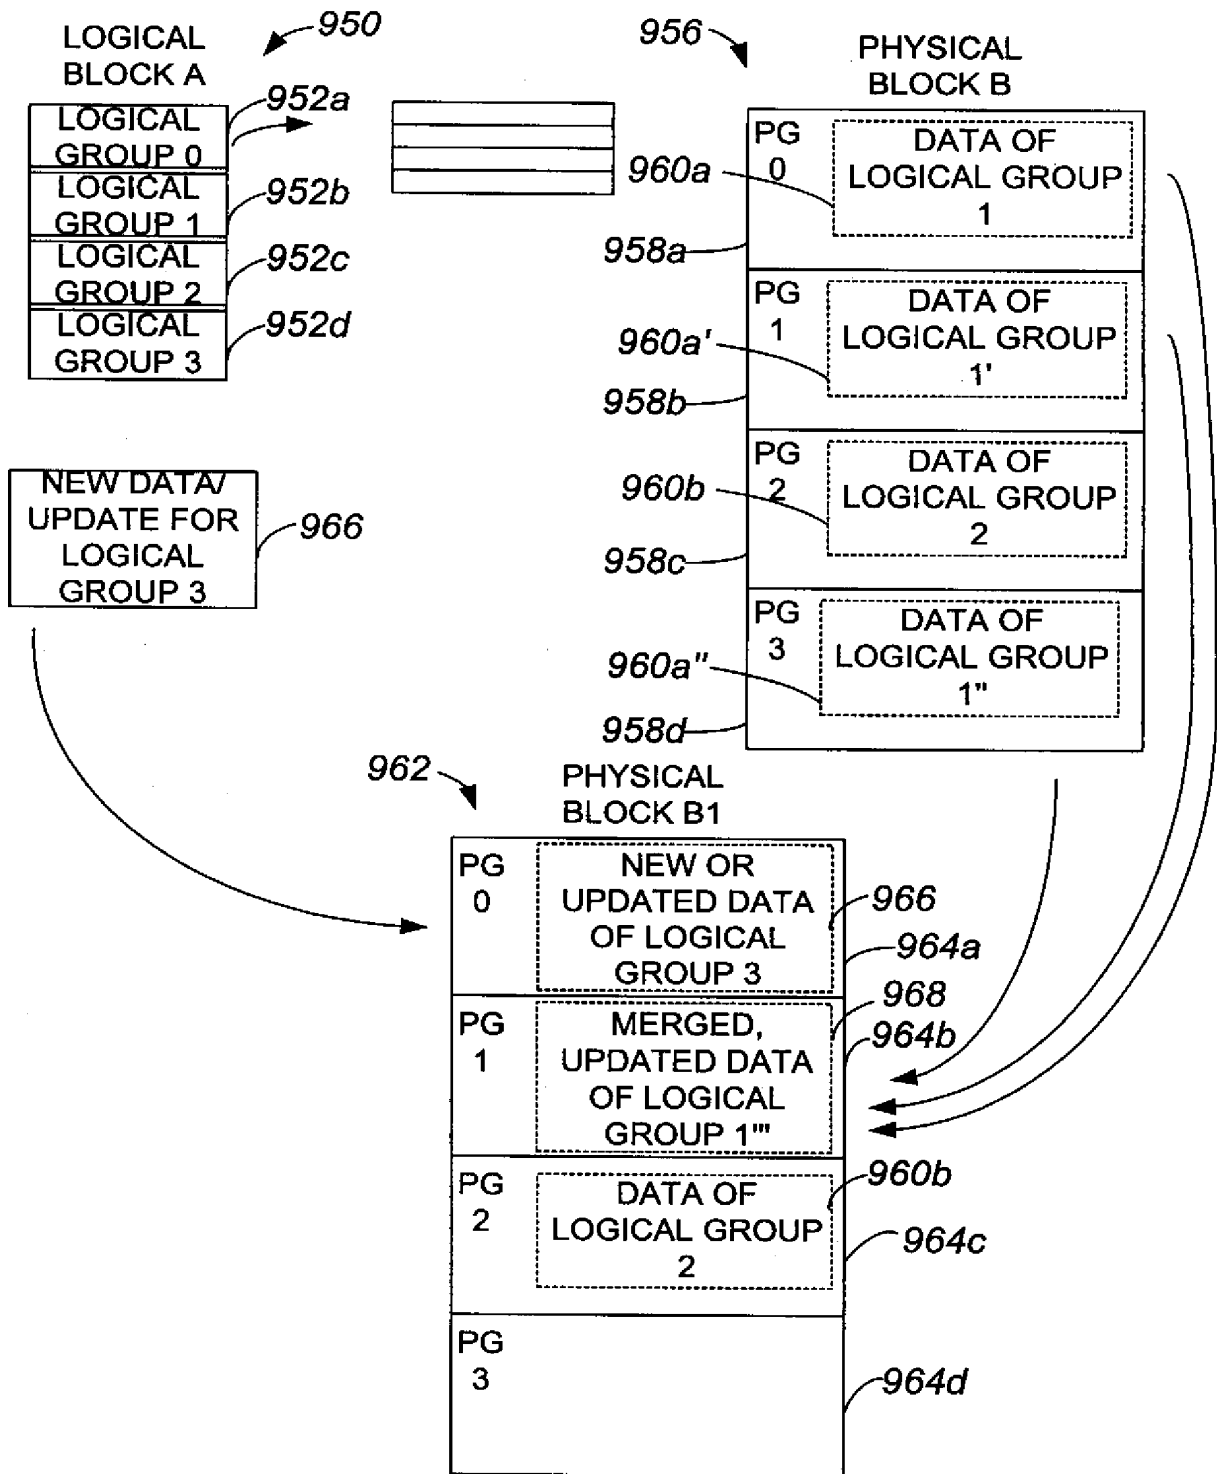 LOGICAL
BLOCK A
950
LOGICAL
GROUP 0
952a
LOGICAL
GROUP 1
952b
LOGICAL
GROUP 2
952c
LOGICAL
GROUP 3
952d
956
PHYSICAL
BLOCK B
PG
0
DATA OF
LOGICAL GROUP
1
960a
958a
PG
1
DATA OF
LOGICAL GROUP
1'
960a'
958b
PG
2
DATA OF
LOGICAL GROUP
2
960b
958c
PG
3
DATA OF
LOGICAL GROUP
1"
960a"
958d
NEW DATA/
UPDATE FOR
LOGICAL
GROUP 3
966
962
PHYSICAL
BLOCK B1
PG
0
NEW OR
UPDATED DATA
OF LOGICAL
GROUP 3
966
964a
PG
1
MERGED,
UPDATED DATA
OF LOGICAL
GROUP 1'''
968
964b
PG
2
DATA OF
LOGICAL GROUP
2
960b
964c
PG
3
964d